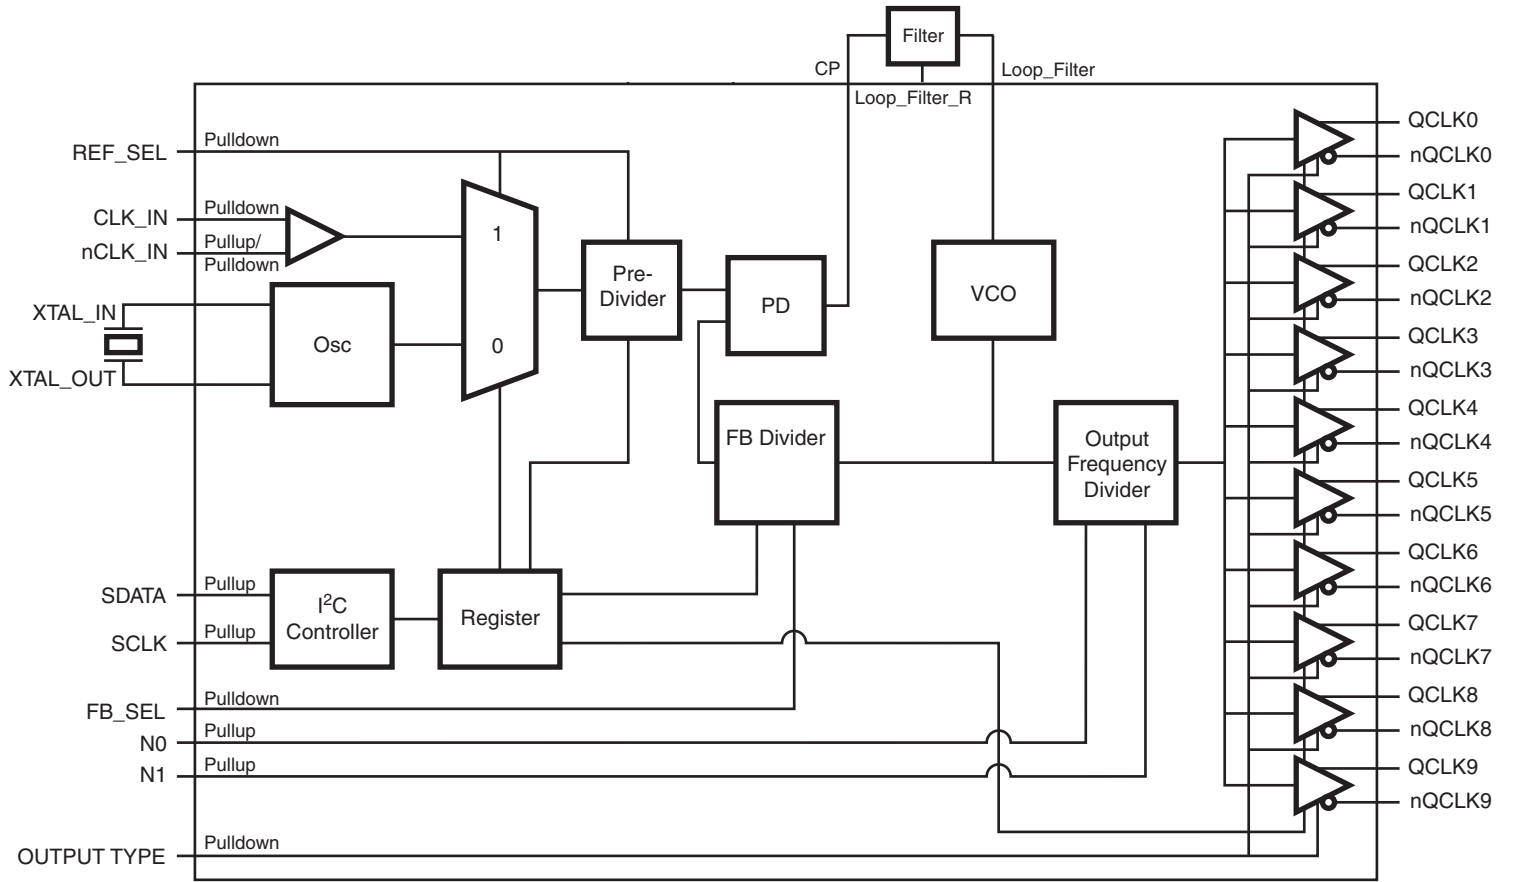 Filter
CP
Loop_Filter
Loop_Filter_R
REF_SEL
Pulldown
CLK_IN
Pulldown
nCLK_IN
Pullup/
Pulldown
XTAL_IN
XTAL_OUT
Osc
1
0
Pre-
Divider
PD
VCO
FB Divider
Output
Frequency
Divider
SDATA
Pullup
SCLK
Pullup
I²C
Controller
Register
FB_SEL
Pulldown
N0
Pullup
N1
Pullup
OUTPUT TYPE
Pulldown
QCLK0
nQCLK0
QCLK1
nQCLK1
QCLK2
nQCLK2
QCLK3
nQCLK3
QCLK4
nQCLK4
QCLK5
nQCLK5
QCLK6
nQCLK6
QCLK7
nQCLK7
QCLK8
nQCLK8
QCLK9
nQCLK9